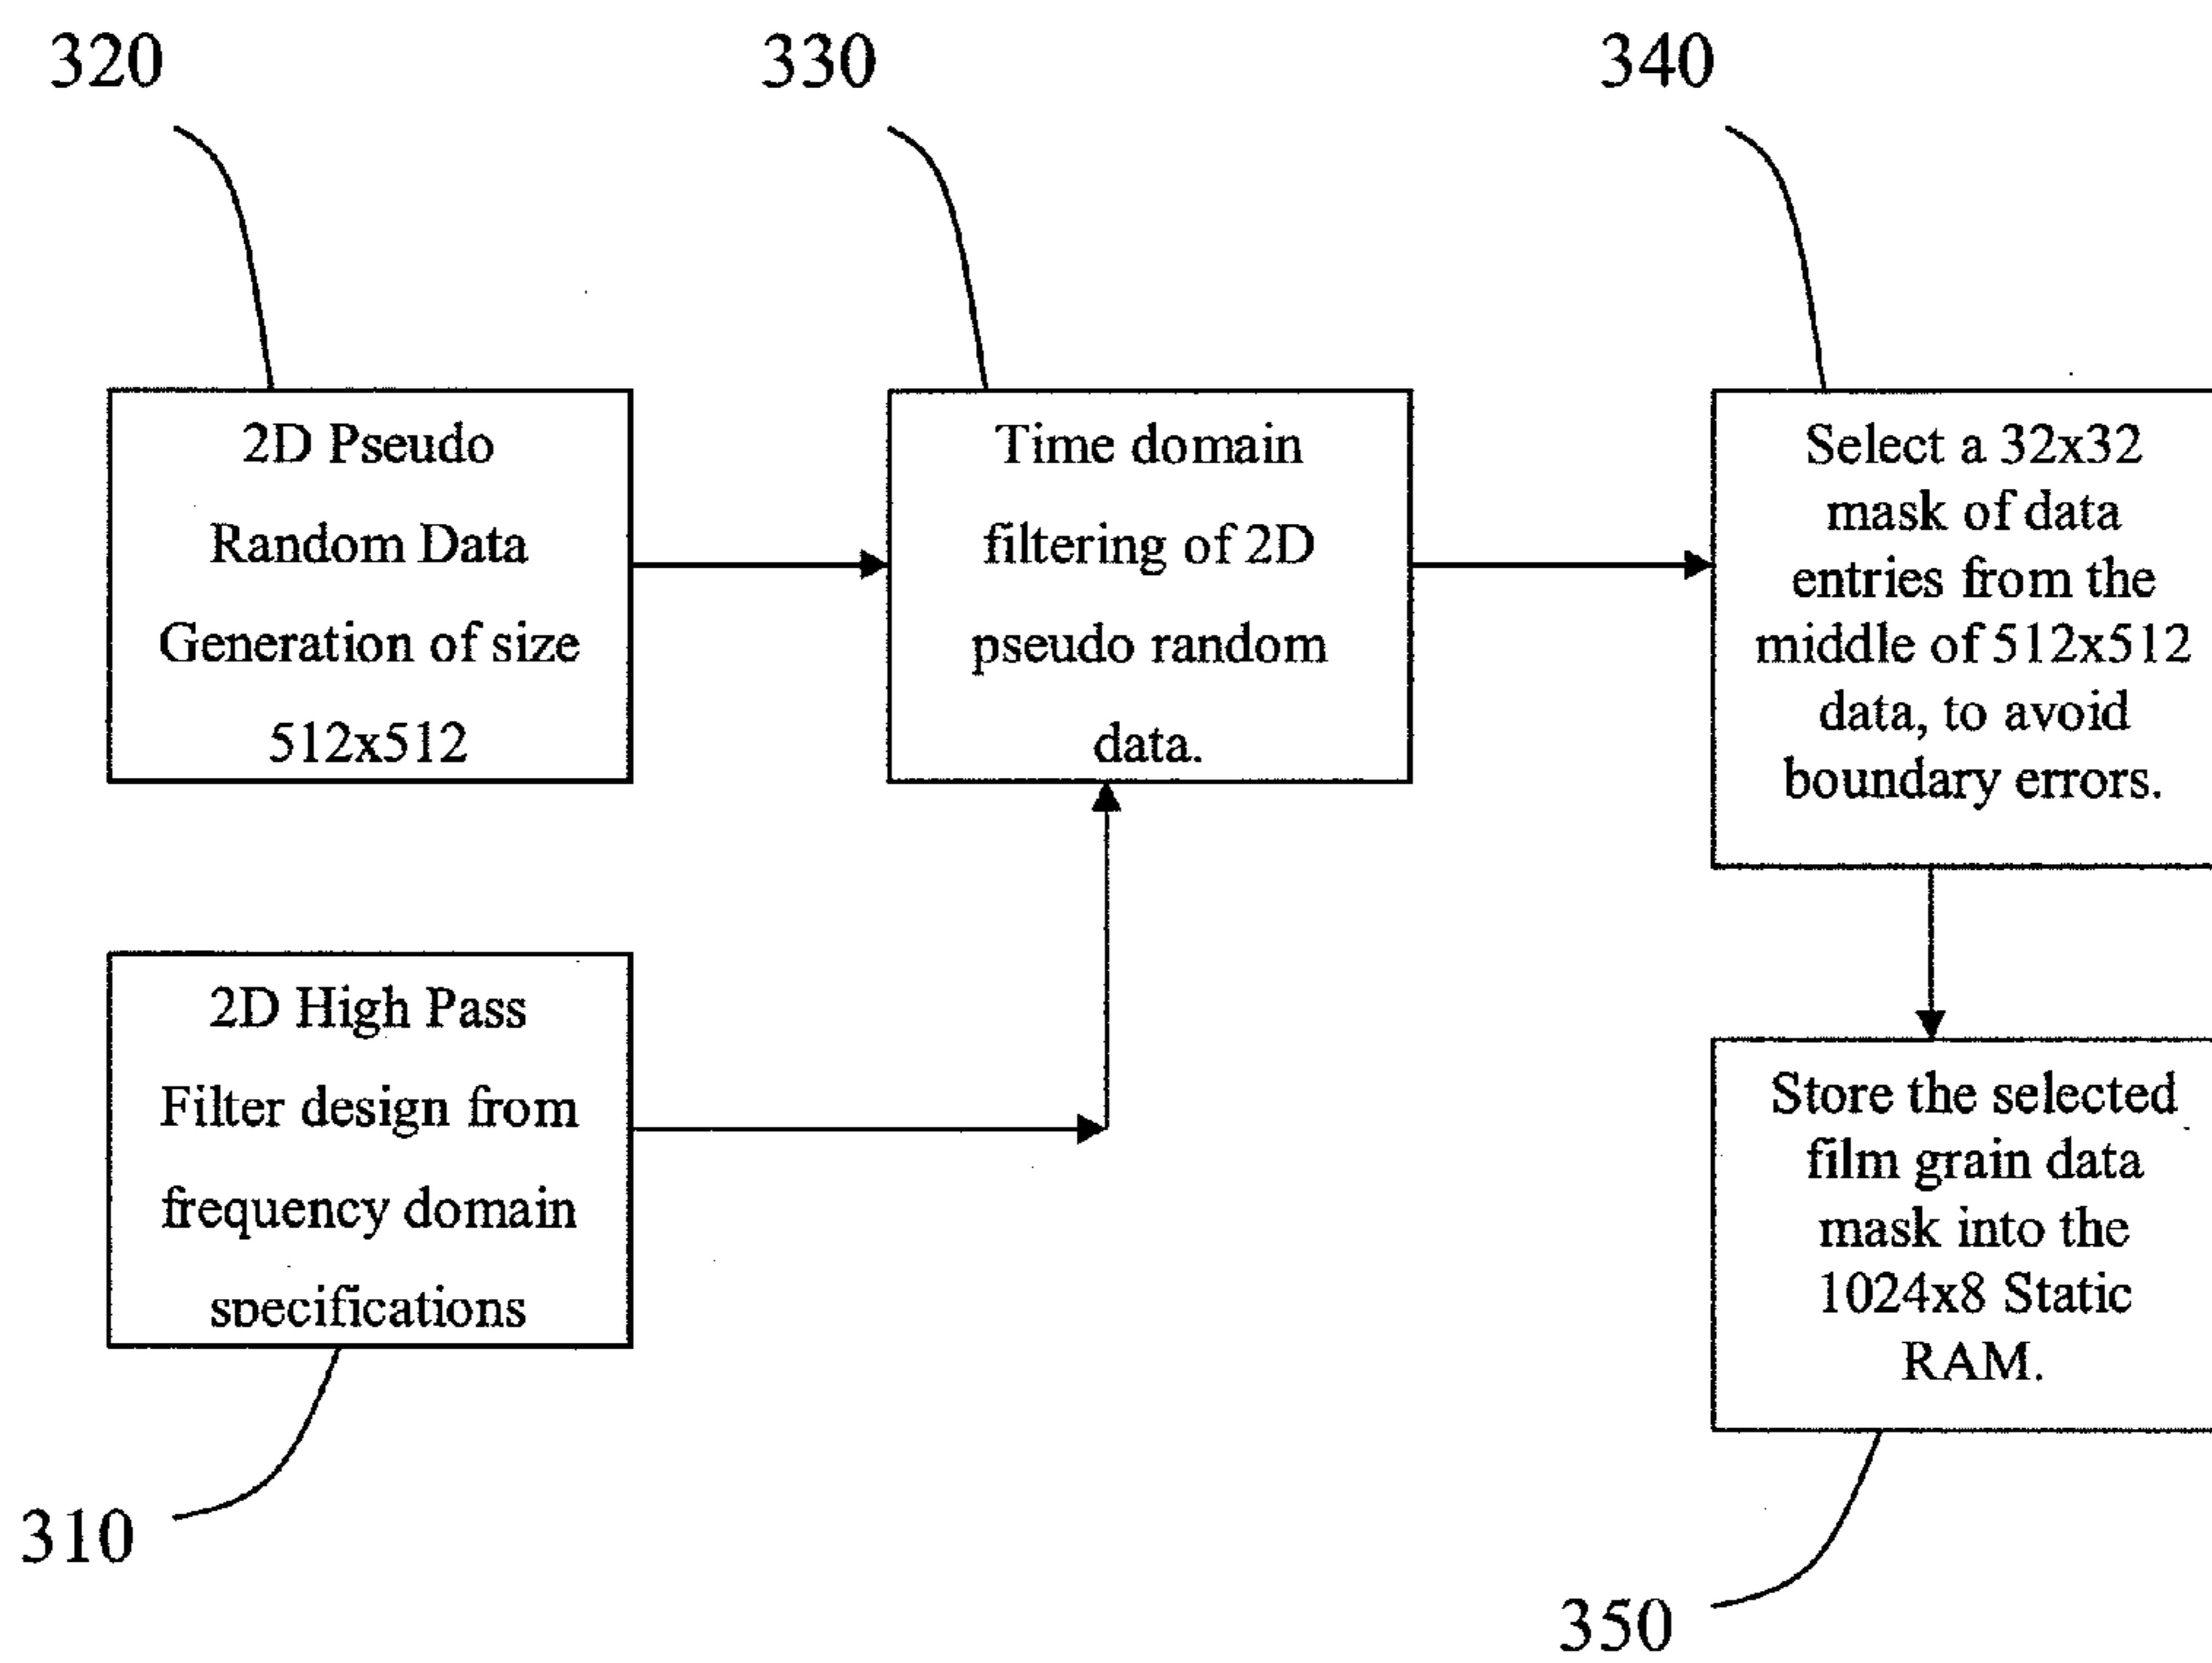 320
330
340
2D Pseudo
Random Data
Generation of size
512x512
Time domain
filtering of 2D
pseudo random
data.
Select a 32x32
mask of data
entries from the
middle of 512x512
data, to avoid
boundary errors.
2D High Pass
Filter design from
frequency domain
specifications
Store the selected
film grain data
mask into the
1024x8 Static
RAM.
310
350